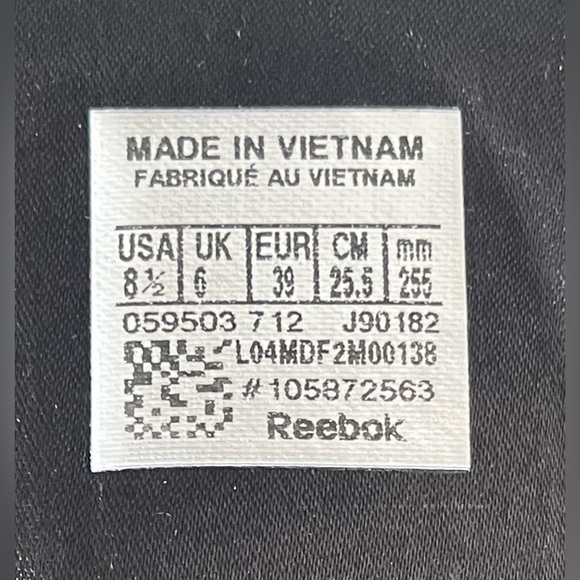 MADE IN VIETNAM
FABRIQUÉ AU VIETNAM
USA UK EUR CM mm
8½ 6 39 25.5 255
059503 712 J90182
L04MDF2M00138
#105872563
Reebok